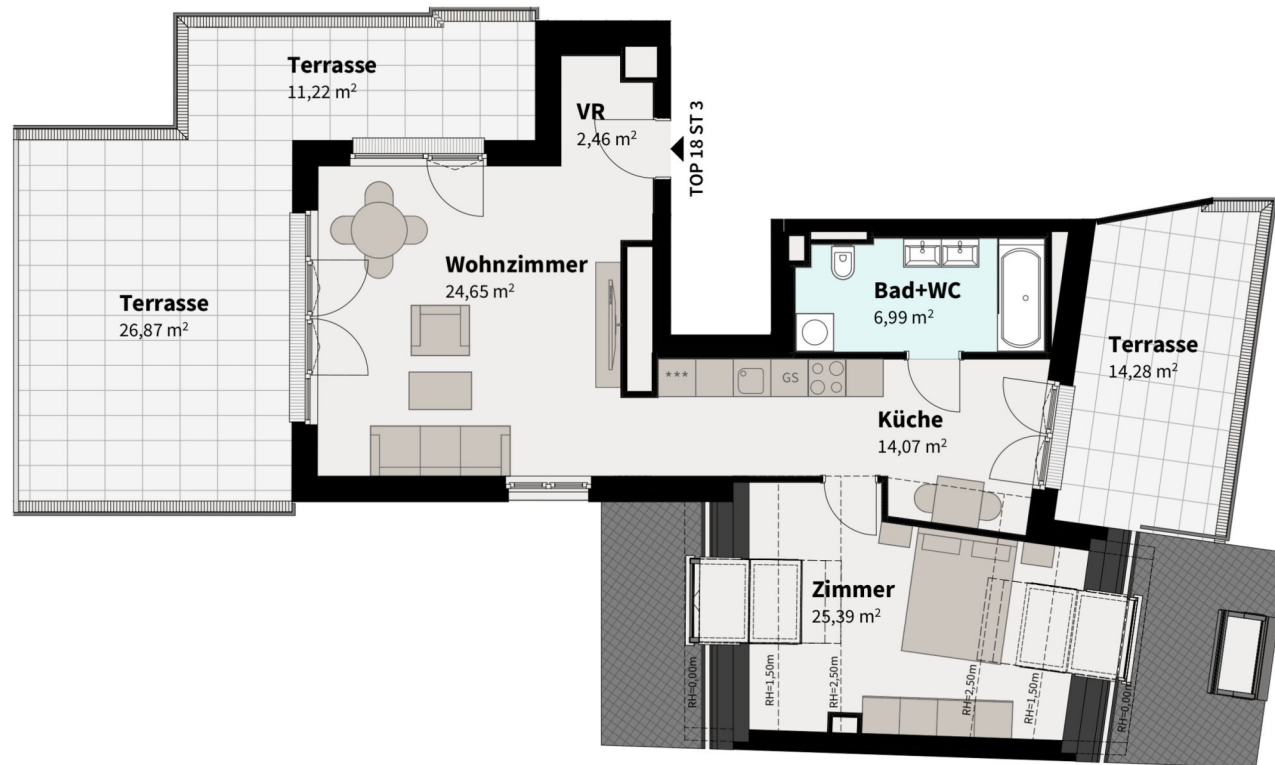 Terrasse
11,22 m²
VR
2,46 m²
TOP 18 ST 3
Wohnzimmer
24,65 m²
Terrasse
26,87 m²
Bad+WC
6,99 m²
Terrasse
14,28 m²
***
GS
Küche
14,07 m²
Zimmer
25,39 m²
RH=0,00m
RH=1,50m
RH=2,50m
RH=2,50m
RH=1,50m
RH=0,00m